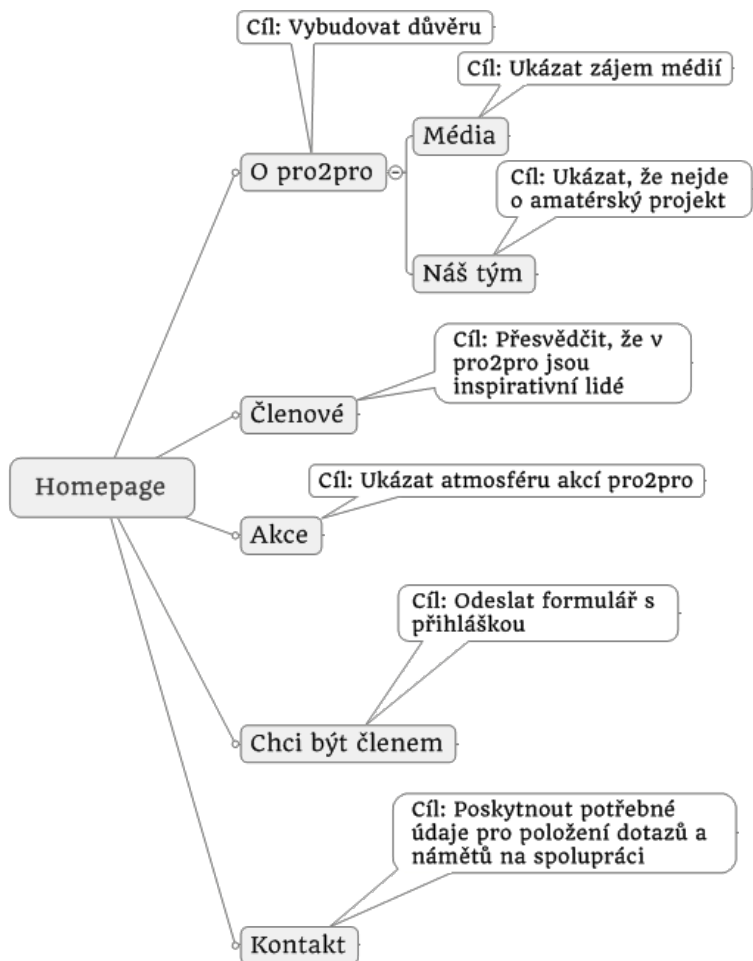 Cíl: Vybudovat důvěru
Cíl: Ukázat zájem médií
Média
O pro2pro
Cíl: Ukázat, že nejde
o amatérský projekt
Náš tým
Cíl: Přesvědčit, že v
pro2pro jsou
inspirativní lidé
Členové
Homepage
Cíl: Ukázat atmosféru akcí pro2pro
Akce
Cíl: Odeslat formulář s
přihláškou
Chci být členem
Cíl: Poskytnout potřebné
údaje pro položení dotazů a
námětů na spolupráci
Kontakt